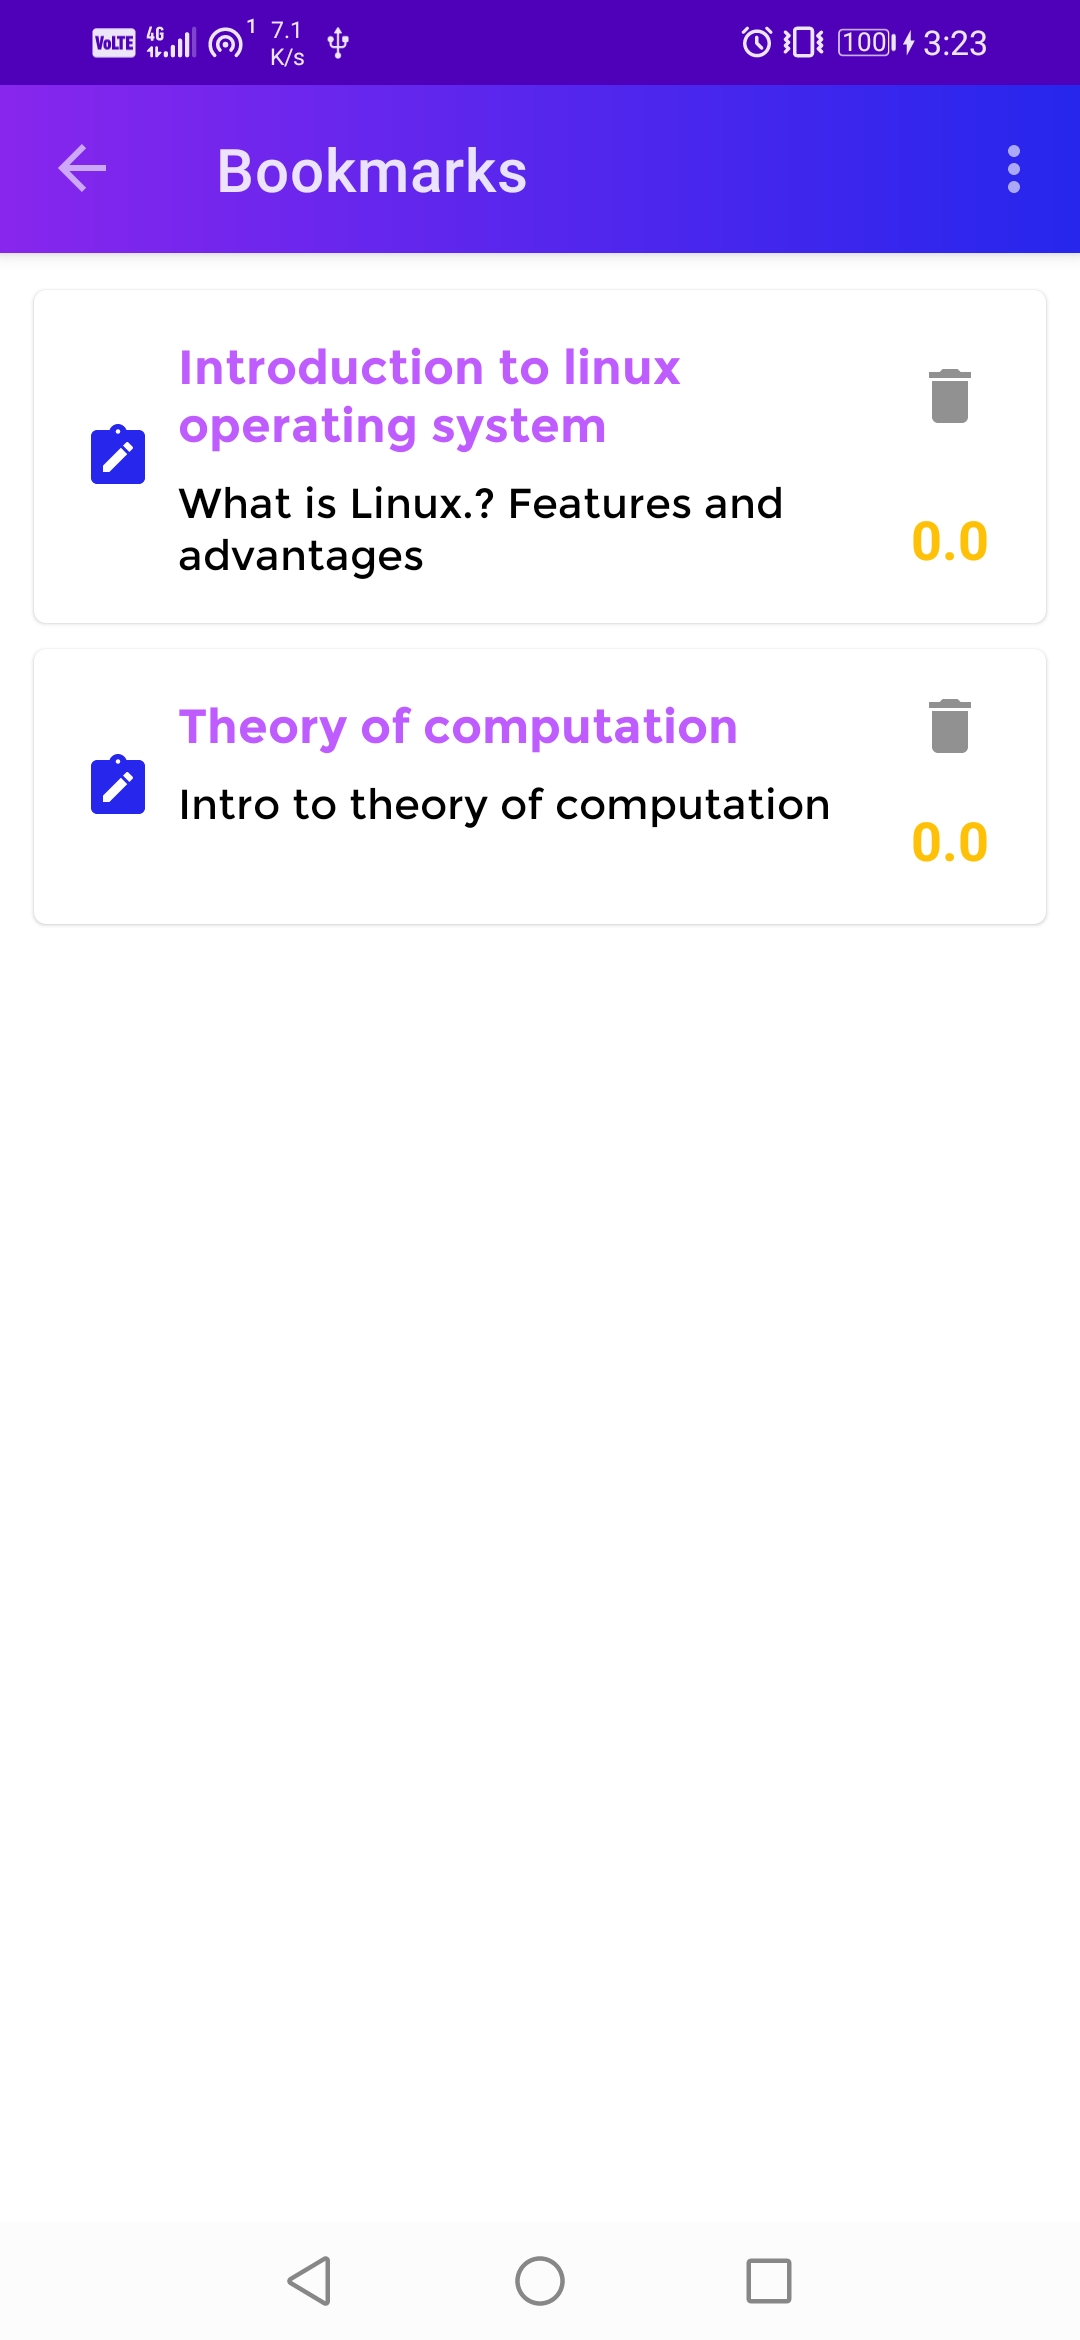 VoLTE 4G 1 7.1 K/s 100 3:23
Bookmarks
Introduction to linux
operating system
What is Linux.? Features and
advantages
0.0
Theory of computation
Intro to theory of computation
0.0